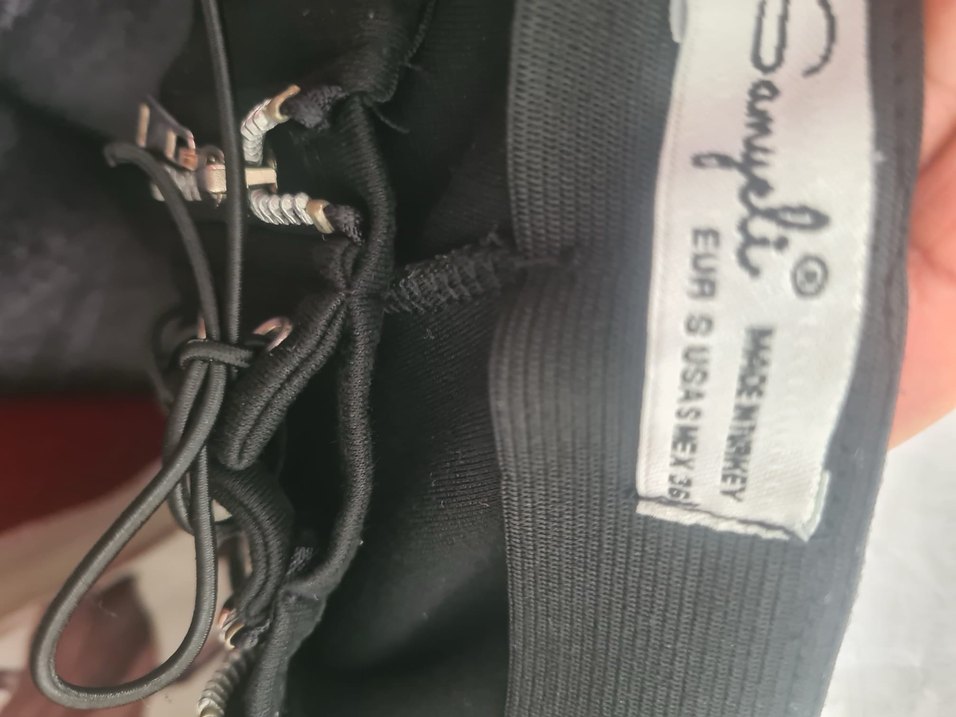 Samyeli®
MADE IN TURKEY
EUR S USA S MEX 36